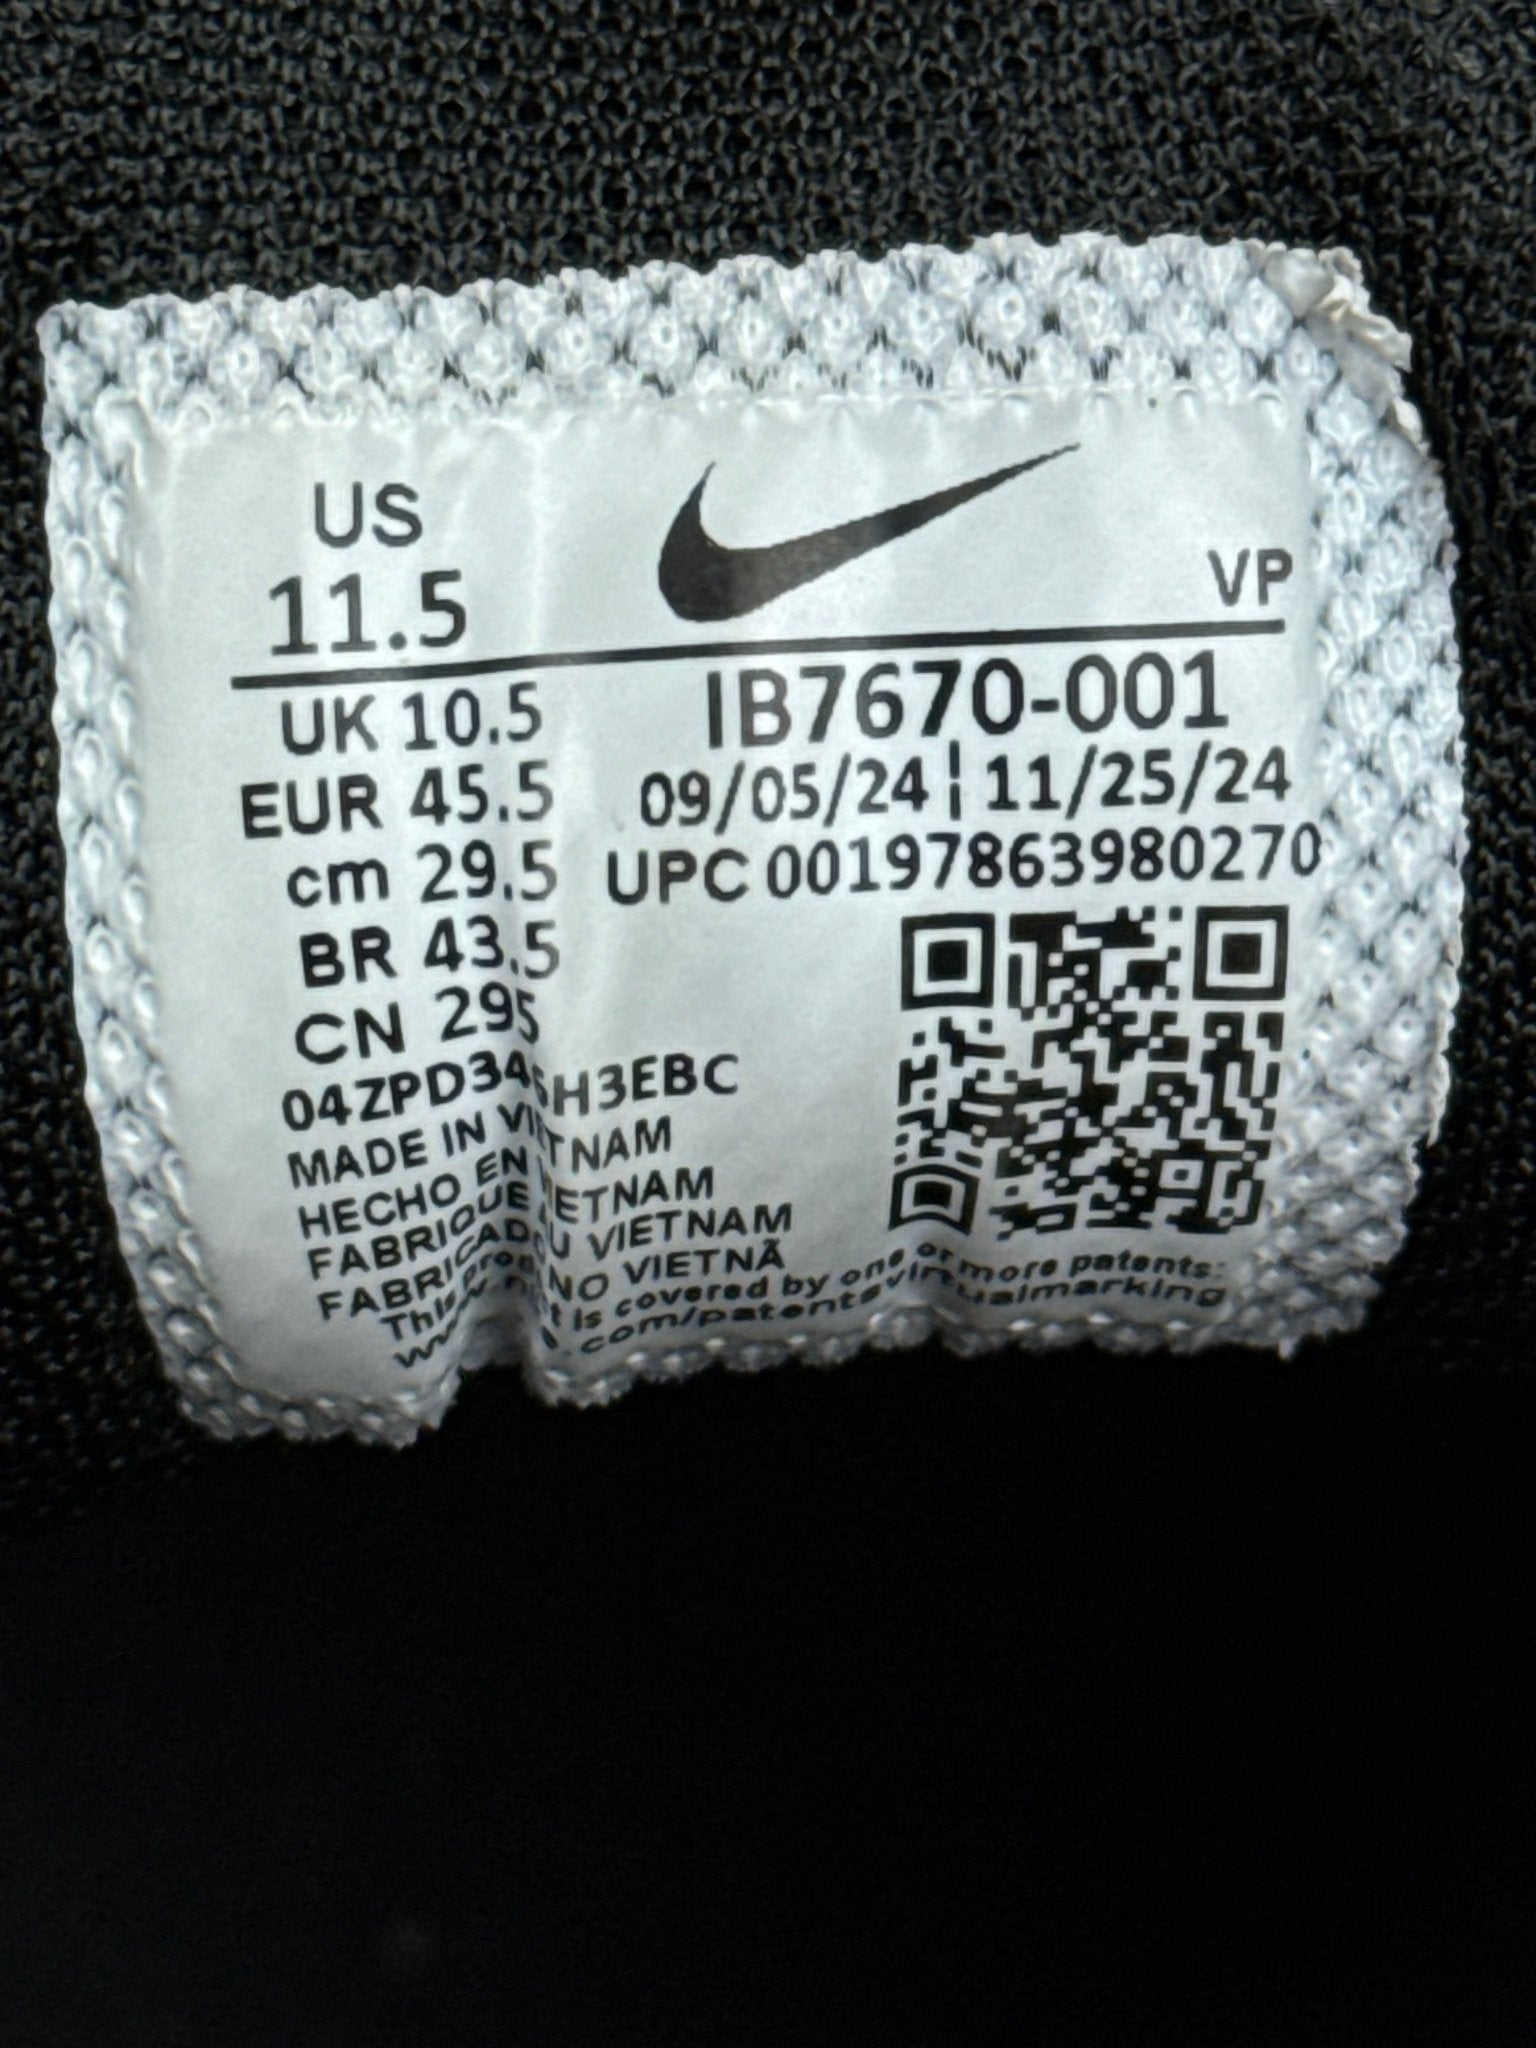 US
11.5
VP
UK 10.5
EUR 45.5
cm 29.5
BR 43.5
CN 295
IB7670-001
09/05/24 | 11/25/24
UPC 00197863980270
MADE IN VIETNAM
HECHO EN VIETNAM
FABRIQUE AU VIETNAM
FABRICADO NO VIETNÃ
This product is covered by one or more patents:
.com/patentsvirtualmarking